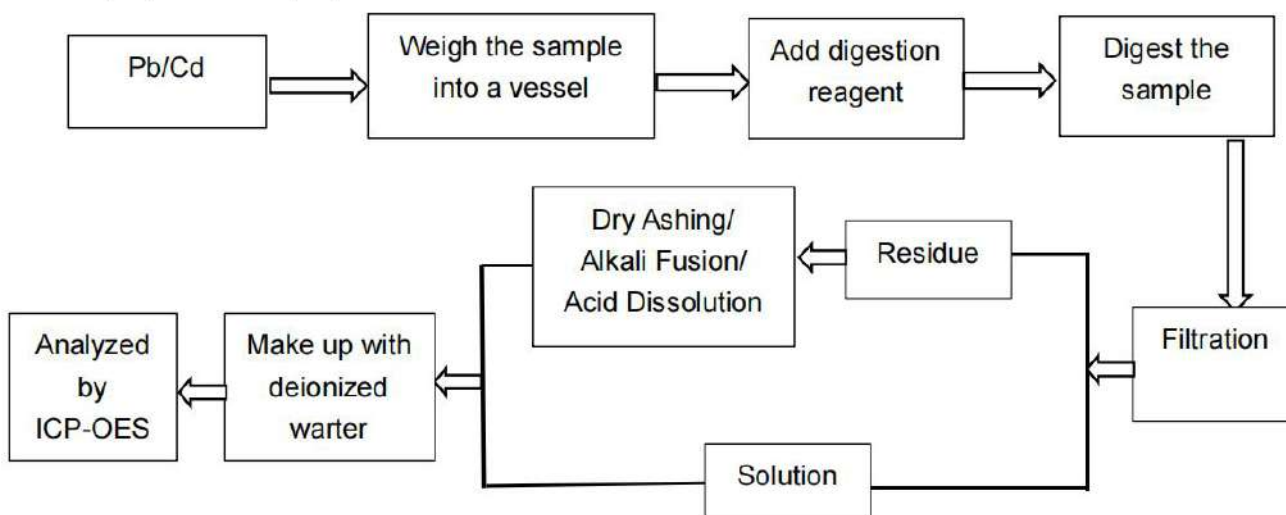 Pb/Cd
Weigh the sample
into a vessel
Add digestion
reagent
Digest the
sample
Filtration
Residue
Dry Ashing/
Alkali Fusion/
Acid Dissolution
Solution
Make up with
deionized
warter
Analyzed
by
ICP-OES